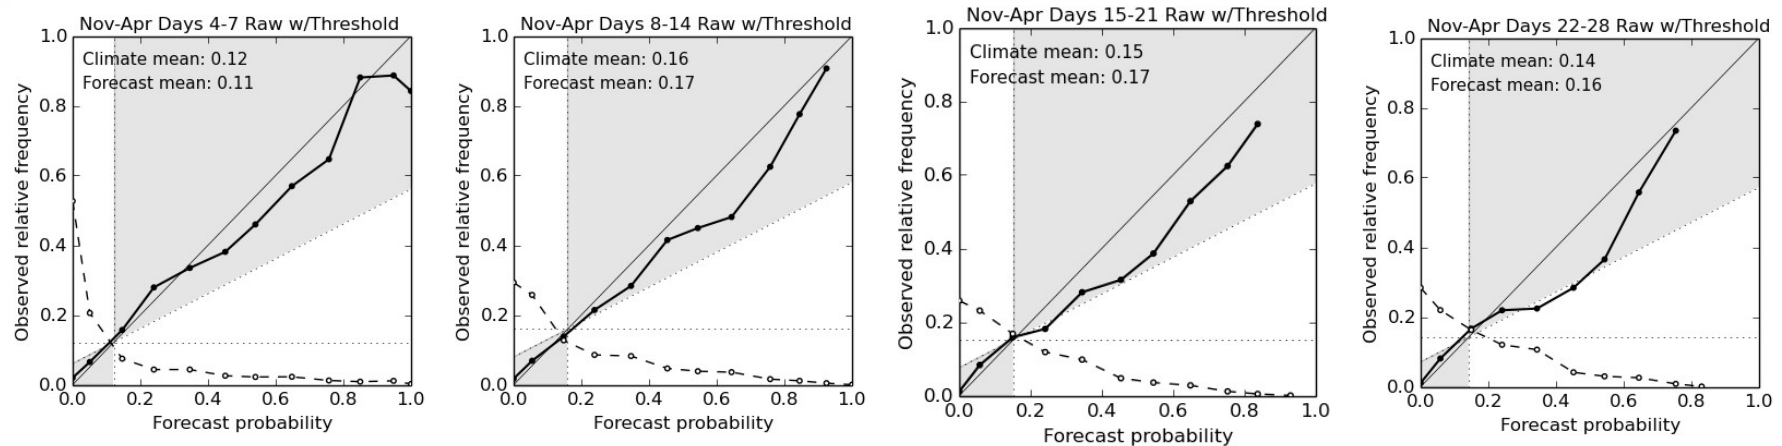 Nov-Apr Days 4-7 Raw w/Threshold
Climate mean: 0.12
Forecast mean: 0.11
Observed relative frequency
1.0
0.8
0.6
0.4
0.2
0.0
0.0 0.2 0.4 0.6 0.8 1.0
Forecast probability
Nov-Apr Days 8-14 Raw w/Threshold
Climate mean: 0.16
Forecast mean: 0.17
Observed relative frequency
1.0
0.8
0.6
0.4
0.2
0.0
0.0 0.2 0.4 0.6 0.8 1.0
Forecast probability
Nov-Apr Days 15-21 Raw w/Threshold
Climate mean: 0.15
Forecast mean: 0.17
Observed relative frequency
1.0
0.8
0.6
0.4
0.2
0.0
0.0 0.2 0.4 0.6 0.8 1.0
Forecast probability
Nov-Apr Days 22-28 Raw w/Threshold
Climate mean: 0.14
Forecast mean: 0.16
Observed relative frequency
1.0
0.8
0.6
0.4
0.2
0.0
0.0 0.2 0.4 0.6 0.8 1.0
Forecast probability